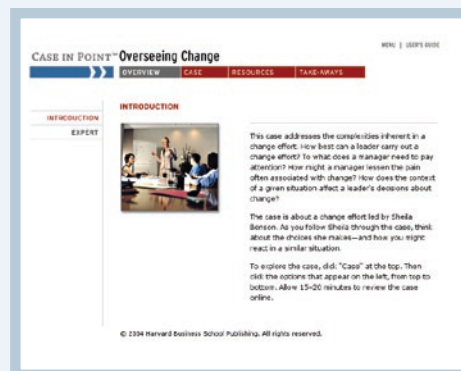 MENU | USER'S GUIDE
CASE IN POINT™ Overseeing Change
OVERVIEW CASE RESOURCES TAKE-AWAYS
INTRODUCTION
INTRODUCTION
EXPERT
This case addresses the complexities inherent in a
change effort. How best can a leader carry out a
change effort? To what does a manager need to pay
attention? How might a manager lessen the pain
often associated with change? How does the context
of a given situation affect a leader's decisions about
change?
The case is about a change effort led by Sheila
Benson. As you follow Sheila through the case, think
about the choices she makes—and how you might
react in a similar situation.
To explore the case, click "Case" at the top. Then
click the options that appear on the left, from top to
bottom. Allow 15-20 minutes to review the case
online.
© 2004 Harvard Business School Publishing. All rights reserved.